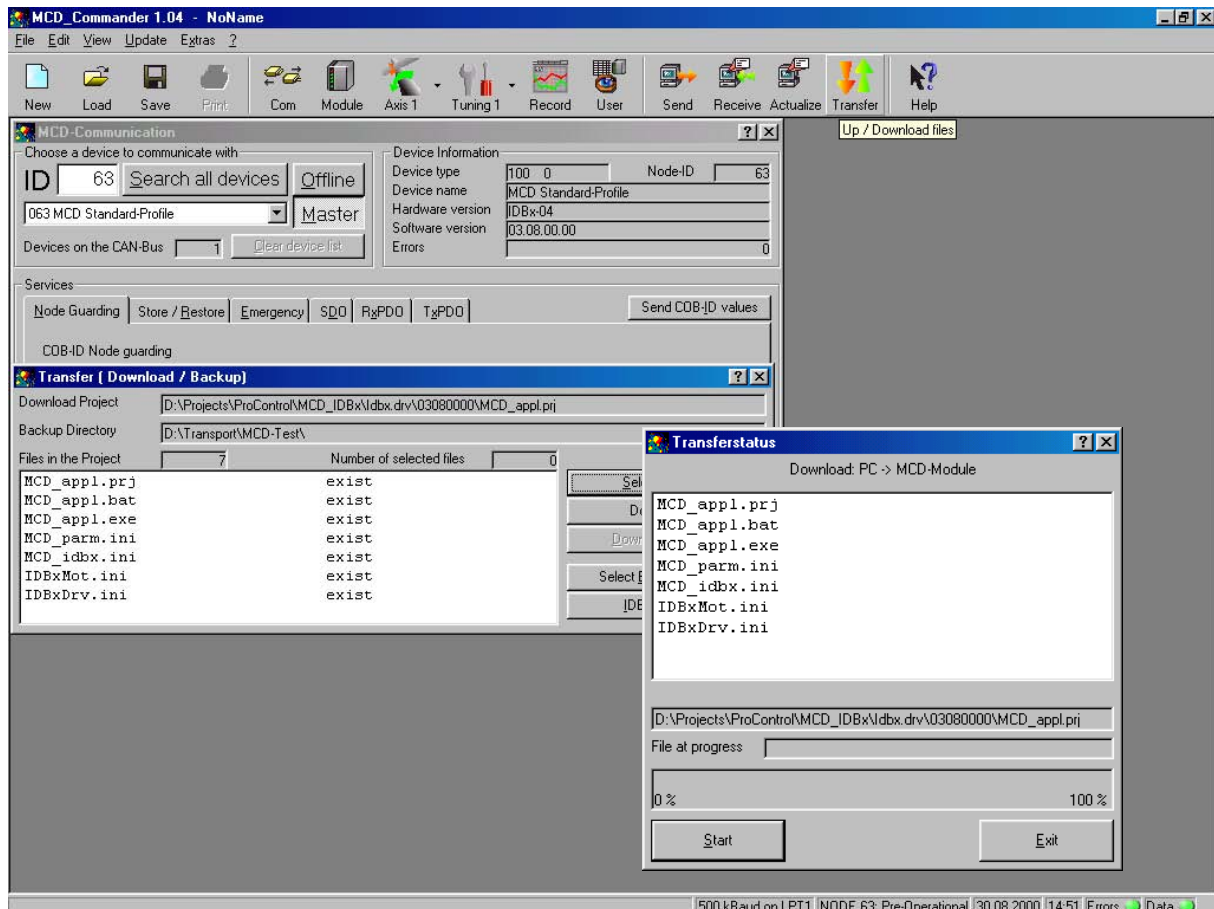 MCD_Commander 1.04 - NoName
File Edit View Update Extras ?
New Load Save Print Com Module Axis 1 Tuning 1 Record User Send Receive Actualize Transfer Help
Up / Download files
MCD-Communication
Choose a device to communicate with
ID 63 Search all devices Offline
063 MCD Standard-Profile Master
Devices on the CAN-Bus 1 Clear device list
Device Information
Device type 100 0 Node-ID 63
Device name MCD Standard-Profile
Hardware version IDBx-04
Software version 03.08.00.00
Errors 0
Services
Node Guarding Store / Restore Emergency SDO RxPDO TxPDO Send COB-ID values
COB-ID Node guarding
Transfer ( Download / Backup)
Download Project D:\Projects\ProControl\MCD_IDBx\Idbx.drv\03080000\MCD_appl.prj
Backup Directory D:\Transport\MCD-Test\
Files in the Project 7 Number of selected files 0
MCD_appl.prj exist
MCD_appl.bat exist
MCD_appl.exe exist
MCD_parm.ini exist
MCD_idbx.ini exist
IDBxMot.ini exist
IDBxDrv.ini exist
Select
Transferstatus
Download: PC -> MCD-Module
MCD_appl.prj
MCD_appl.bat
MCD_appl.exe
MCD_parm.ini
MCD_idbx.ini
IDBxMot.ini
IDBxDrv.ini
D:\Projects\ProControl\MCD_IDBx\Idbx.drv\03080000\MCD_appl.prj
File at progress
0 % 100 %
Start Exit
500 kBaud on LPT1 NODE 63: Pre-Operational 30.08.2000 14:51 Errors Data